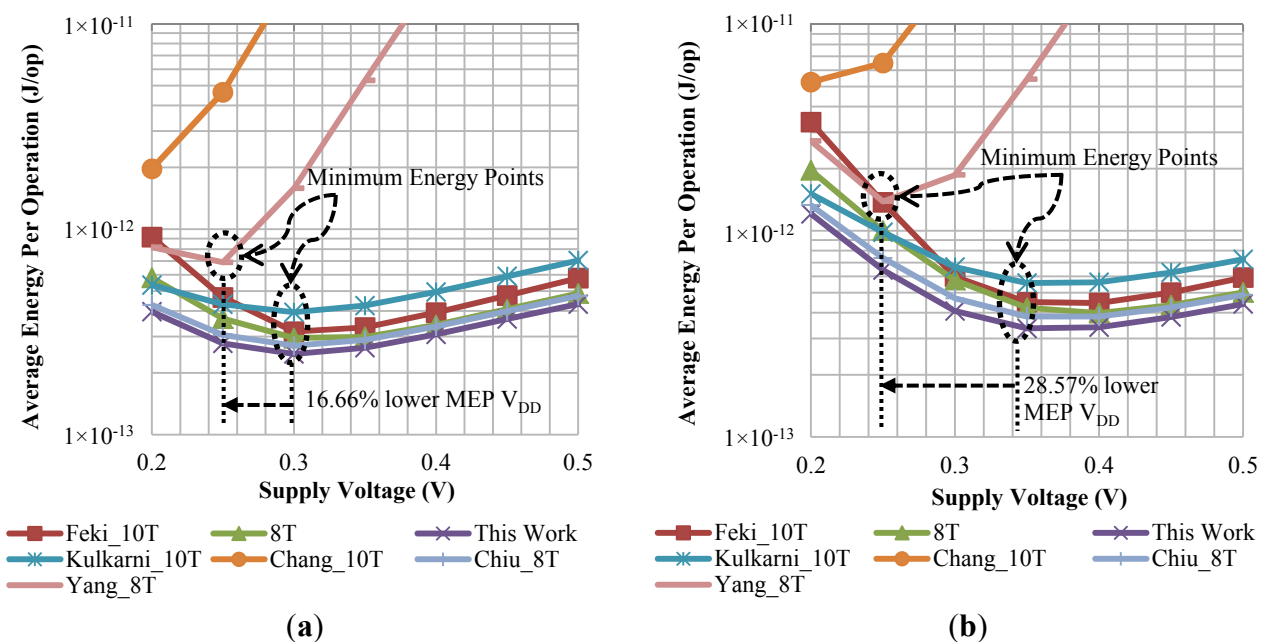 Average Energy Per Operation (J/op)
1×10⁻¹¹
1×10⁻¹²
1×10⁻¹³
Minimum Energy Points
16.66% lower MEP V_DD
0.2 0.3 0.4 0.5
Supply Voltage (V)
Feki_10T 8T This Work
Kulkarni_10T Chang_10T Chiu_8T
Yang_8T
(a)
Average Energy Per Operation (J/op)
1×10⁻¹¹
1×10⁻¹²
1×10⁻¹³
Minimum Energy Points
28.57% lower
MEP V_DD
0.2 0.3 0.4 0.5
Supply Voltage (V)
Feki_10T 8T This Work
Kulkarni_10T Chang_10T Chiu_8T
Yang_8T
(b)